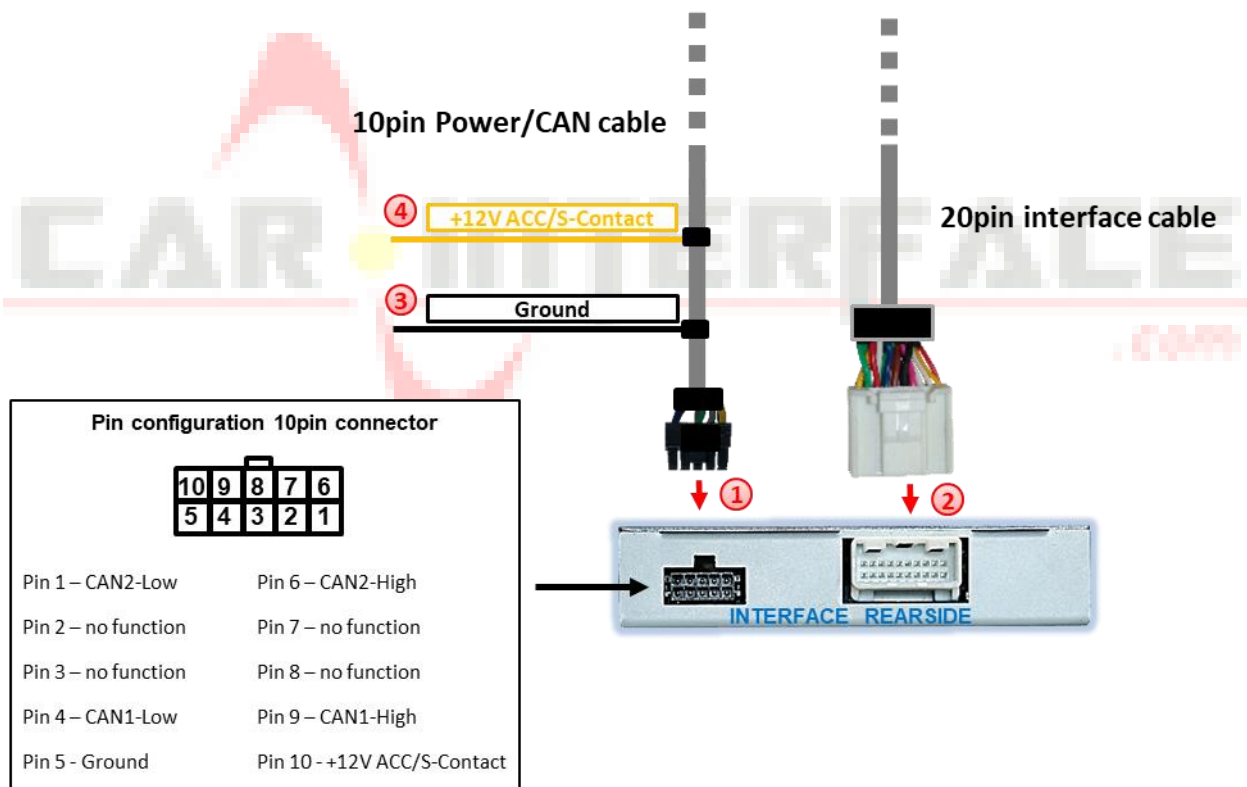 10pin Power/CAN cable
4
+12V ACC/S-Contact
20pin interface cable
CAR INTERFACE
.com
3
Ground
Pin configuration 10pin connector
10 9 8 7 6
5 4 3 2 1
1
2
INTERFACE REARSIDE
Pin 1 – CAN2-Low Pin 6 – CAN2-High
Pin 2 – no function Pin 7 – no function
Pin 3 – no function Pin 8 – no function
Pin 4 – CAN1-Low Pin 9 – CAN1-High
Pin 5 - Ground Pin 10 - +12V ACC/S-Contact